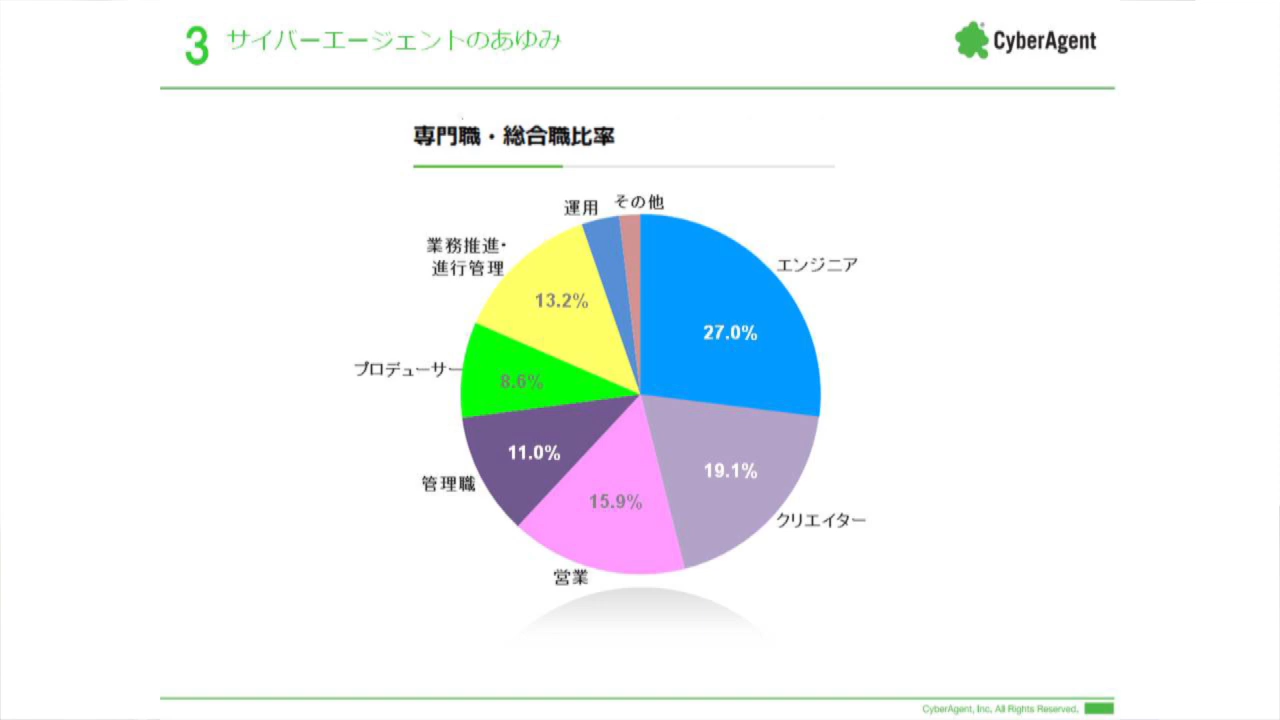 3 サイバーエージェントのあゆみ
CyberAgent
専門職・総合職比率
運用
その他
業務推進・
進行管理
エンジニア
13.2%
27.0%
プロデューサー
8.6%
11.0%
19.1%
管理職
15.9%
クリエイター
営業
CyberAgent, Inc. All Rights Reserved.